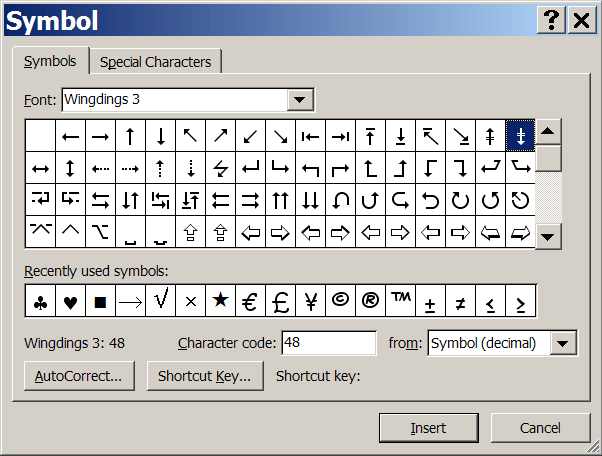 Symbol
Symbols Special Characters
Font: Wingdings 3
← → ↑ ↓ ↖ ↗ ↙ ↘ ⇤ ⇥ ⤒ ⤓ ⇞ ⇟
↔ ↕ ⇠ ⇢ ⇡ ⇣
⇆ ⇵ ⇇ ⇉ ⇈ ⇊
⌥ ⇦ ⇨
Recently used symbols:
♣ ♥ ■ → √ × ★ € £ ¥ © ® ™ ± ≠ ≤ ≥
Wingdings 3: 48 Character code: 48 from: Symbol (decimal)
AutoCorrect... Shortcut Key... Shortcut key:
Insert Cancel